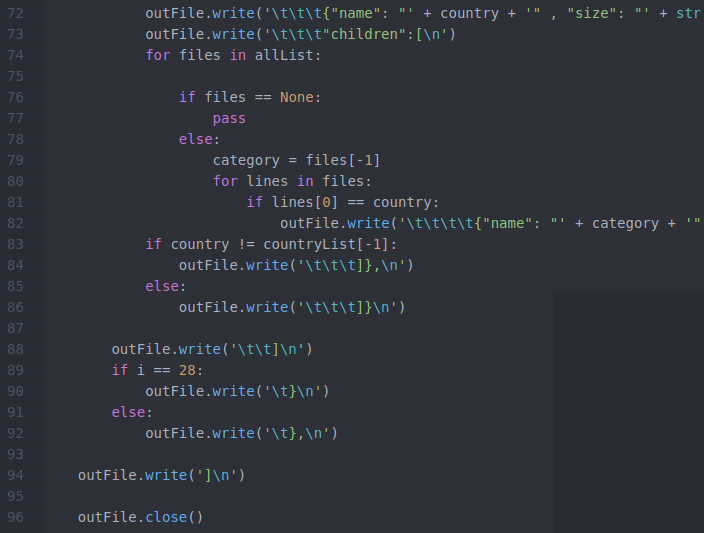 72 outFile.write('\t\t\t{"name": "' + country + '" , "size": "' + str
73 outFile.write('\t\t\t"children":[\n')
74 for files in allList:
75
76 if files == None:
77 pass
78 else:
79 category = files[-1]
80 for lines in files:
81 if lines[0] == country:
82 outFile.write('\t\t\t\t{"name": "' + category + '"
83 if country != countryList[-1]:
84 outFile.write('\t\t\t]},\n')
85 else:
86 outFile.write('\t\t\t]}\n')
87
88 outFile.write('\t\t]\n')
89 if i == 28:
90 outFile.write('\t}\n')
91 else:
92 outFile.write('\t},\n')
93
94 outFile.write(']\n')
95
96 outFile.close()